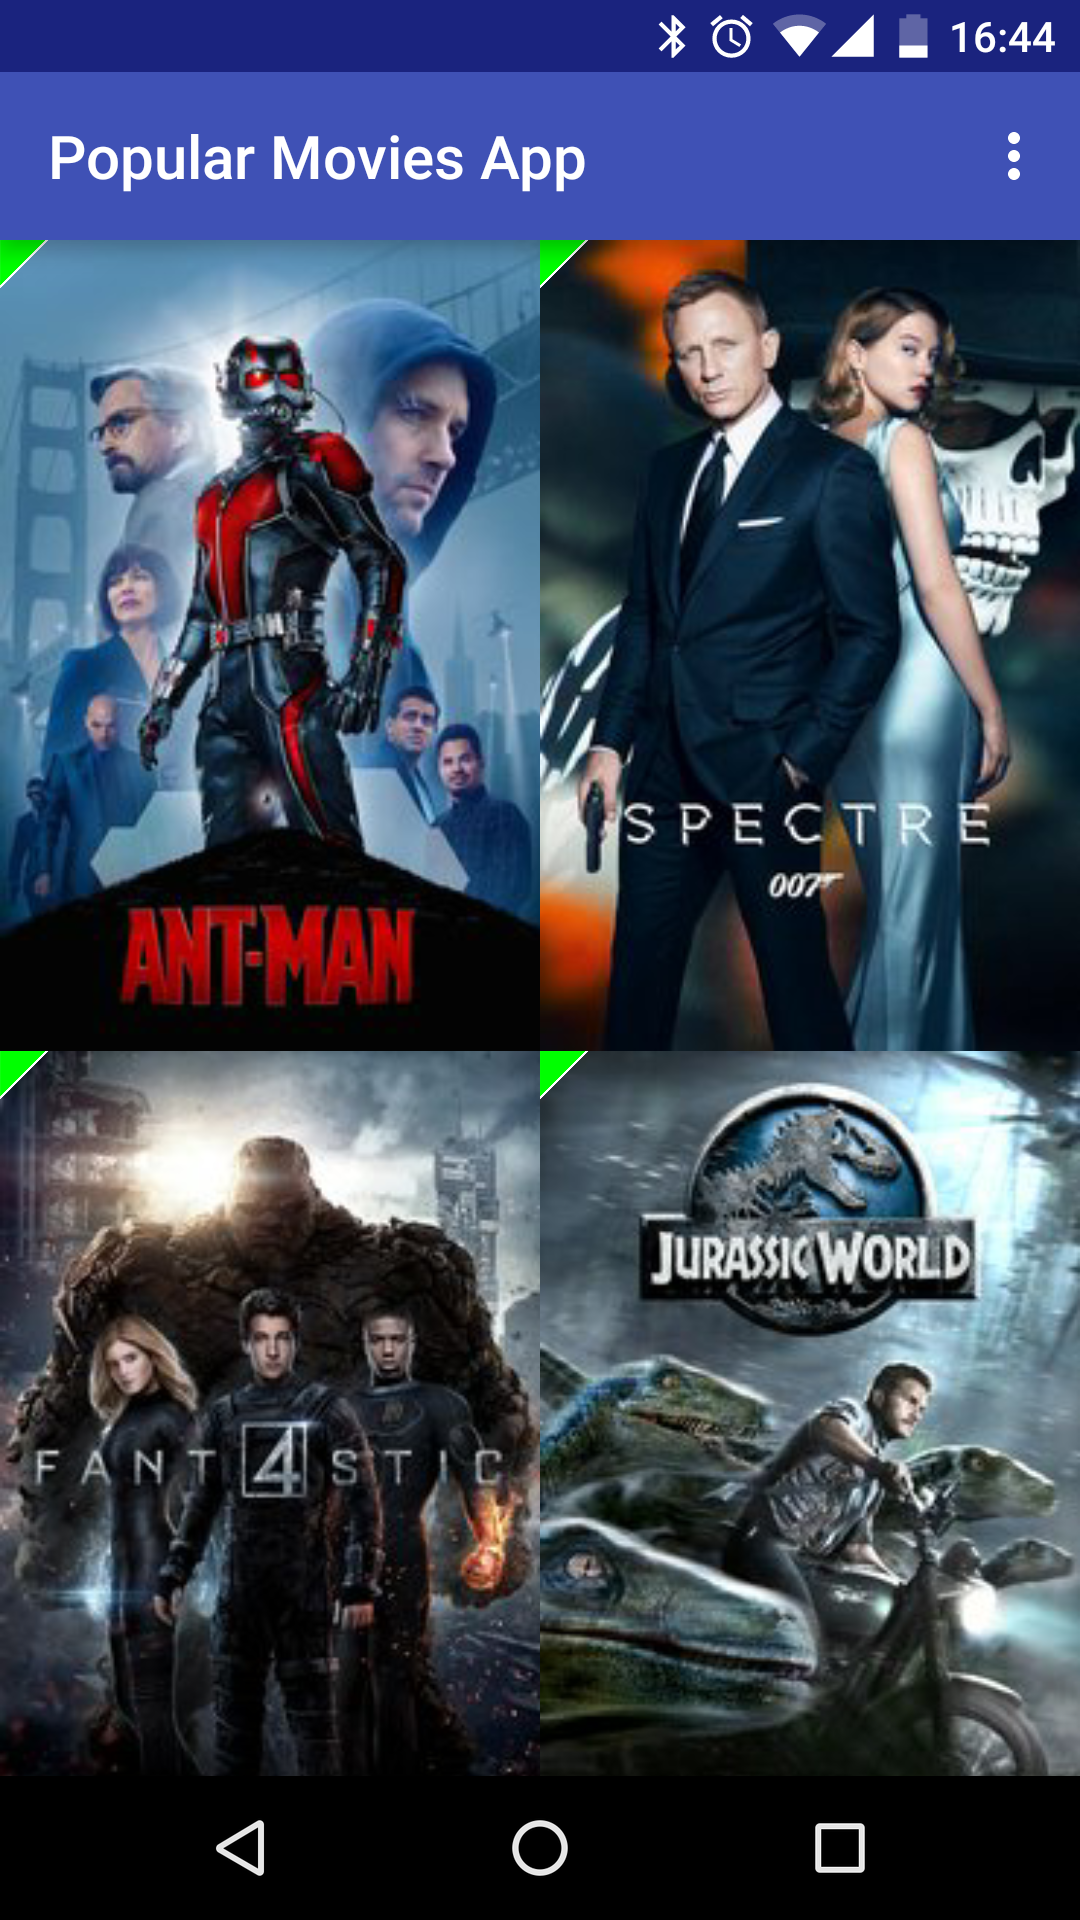 16:44
Popular Movies App
ANT-MAN
SPECTRE
007
FANT4STIC
JURASSIC WORLD